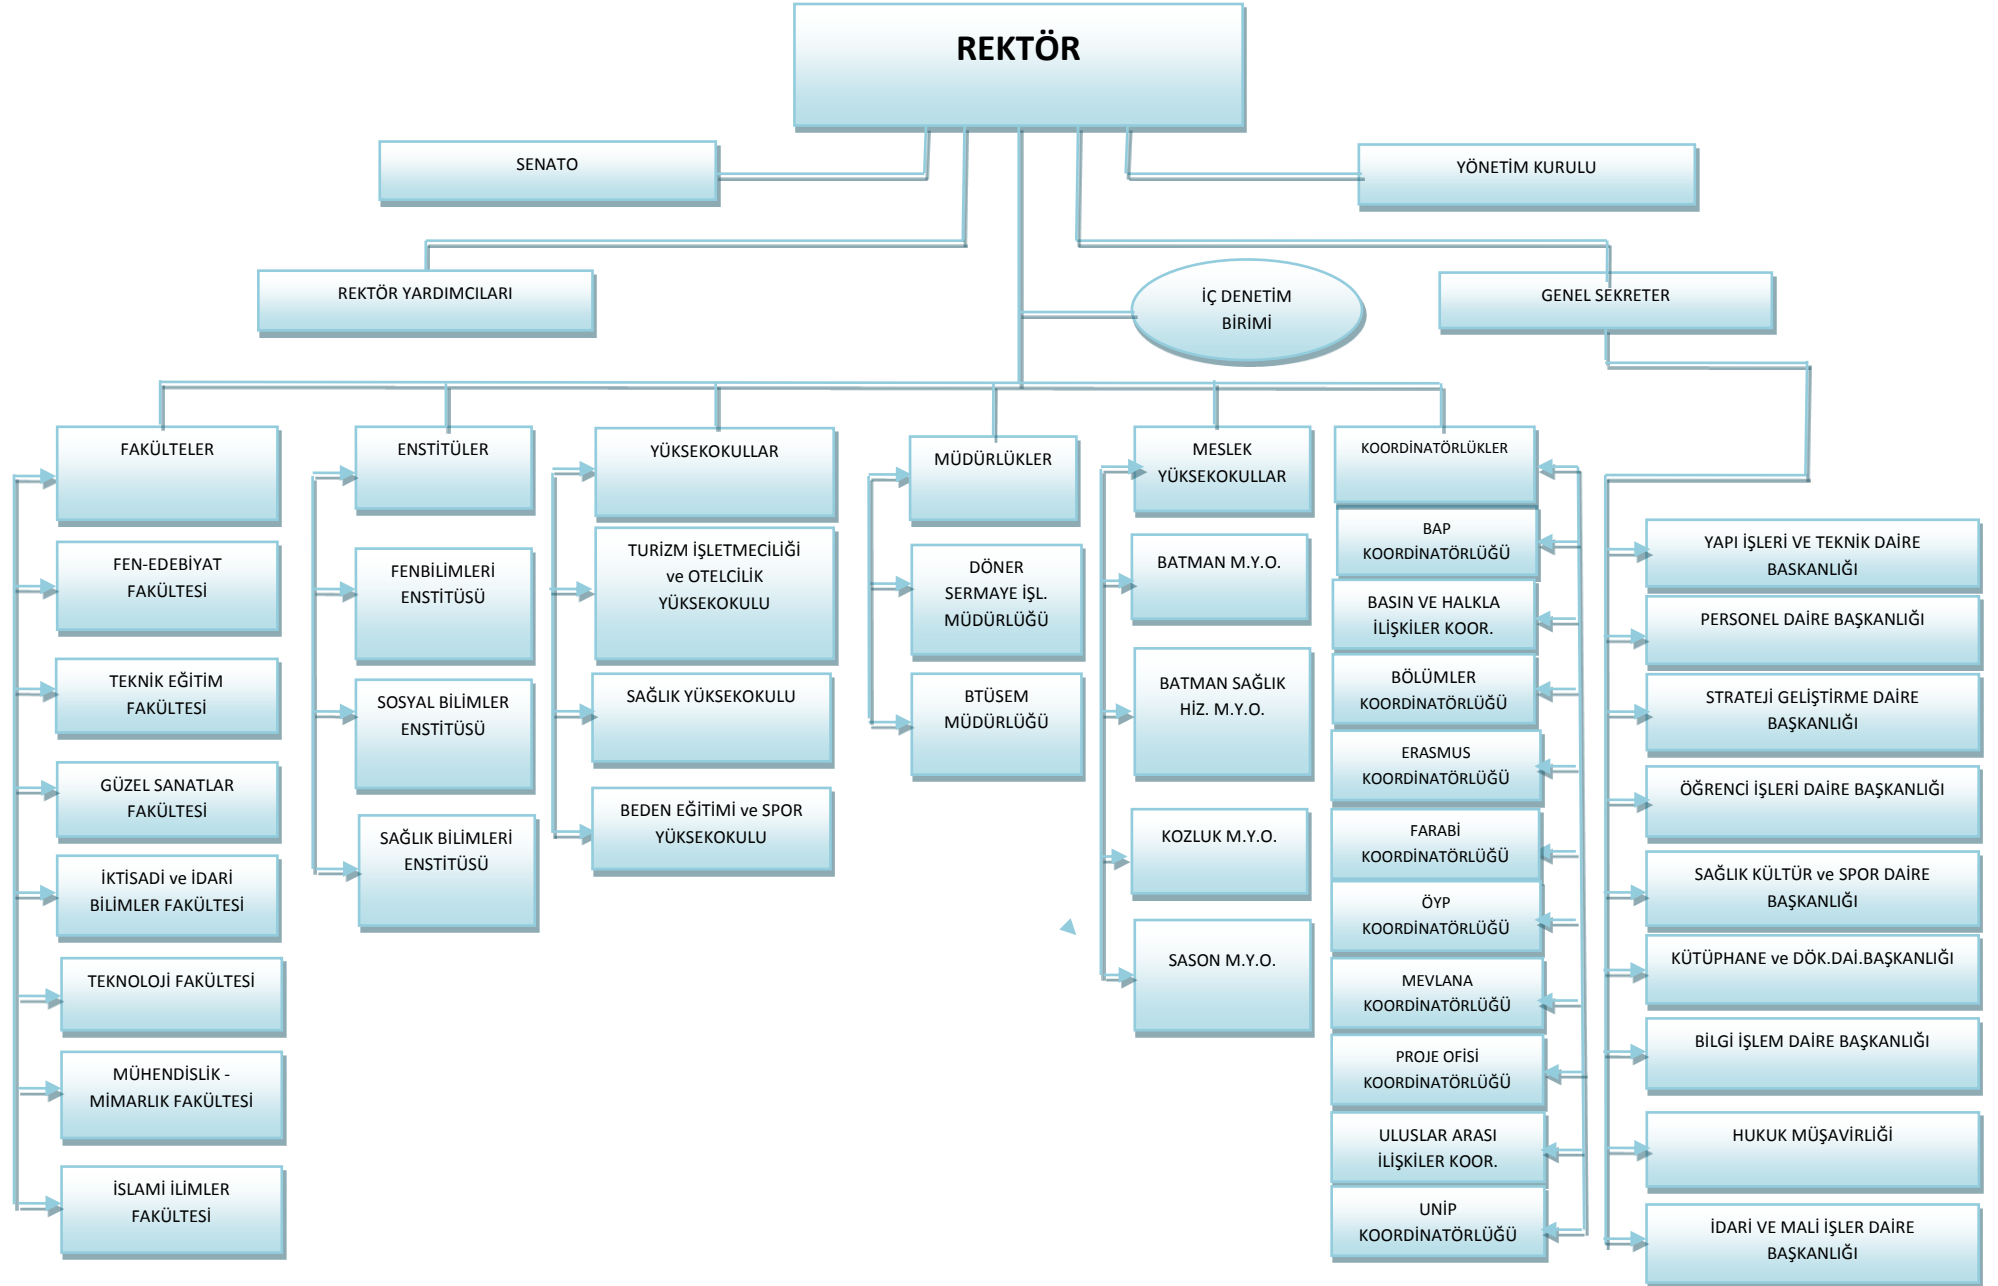 REKTÖR
SENATO
YÖNETİM KURULU
REKTÖR YARDIMCILARI
İÇ DENETİM
BİRİMİ
GENEL SEKRETER
FAKÜLTELER
FEN-EDEBİYAT
FAKÜLTESİ
TEKNİK EĞİTİM
FAKÜLTESİ
GÜZEL SANATLAR
FAKÜLTESİ
İKTİSADİ ve İDARİ
BİLİMLER FAKÜLTESİ
TEKNOLOJİ FAKÜLTESİ
MÜHENDİSLİK -
MİMARLIK FAKÜLTESİ
İSLAMİ İLİMLER
FAKÜLTESİ
ENSTİTÜLER
FENBİLİMLERİ
ENSTİTÜSÜ
SOSYAL BİLİMLER
ENSTİTÜSÜ
SAĞLIK BİLİMLERİ
ENSTİTÜSÜ
YÜKSEKOKULLAR
TURİZM İŞLETMECİLİĞİ
ve OTELCİLİK
YÜKSEKOKULU
SAĞLIK YÜKSEKOKULU
BEDEN EĞİTİMİ ve SPOR
YÜKSEKOKULU
MÜDÜRLÜKLER
DÖNER
SERMAYE İŞL.
MÜDÜRLÜĞÜ
BTÜSEM
MÜDÜRLÜĞÜ
MESLEK
YÜKSEKOKULLAR
BATMAN M.Y.O.
BATMAN SAĞLIK
HİZ. M.Y.O.
KOZLUK M.Y.O.
SASON M.Y.O.
KOORDİNATÖRLÜKLER
BAP
KOORDİNATÖRLÜĞÜ
BASIN VE HALKLA
İLİŞKİLER KOOR.
BÖLÜMLER
KOORDİNATÖRLÜĞÜ
ERASMUS
KOORDİNATÖRLÜĞÜ
FARABİ
KOORDİNATÖRLÜĞÜ
ÖYP
KOORDİNATÖRLÜĞÜ
MEVLANA
KOORDİNATÖRLÜĞÜ
PROJE OFİSİ
KOORDİNATÖRLÜĞÜ
ULUSLAR ARASI
İLİŞKİLER KOOR.
UNİP
KOORDİNATÖRLÜĞÜ
YAPI İŞLERİ VE TEKNİK DAİRE
BASKANLIĞI
PERSONEL DAİRE BAŞKANLIĞI
STRATEJİ GELİŞTİRME DAİRE
BAŞKANLIĞI
ÖĞRENCİ İŞLERİ DAİRE BAŞKANLIĞI
SAĞLIK KÜLTÜR ve SPOR DAİRE
BAŞKANLIĞI
KÜTÜPHANE ve DÖK.DAİ.BAŞKANLIĞI
BİLGİ İŞLEM DAİRE BAŞKANLIĞI
HUKUK MÜŞAVİRLİĞİ
İDARİ VE MALİ İŞLER DAİRE
BAŞKANLIĞI